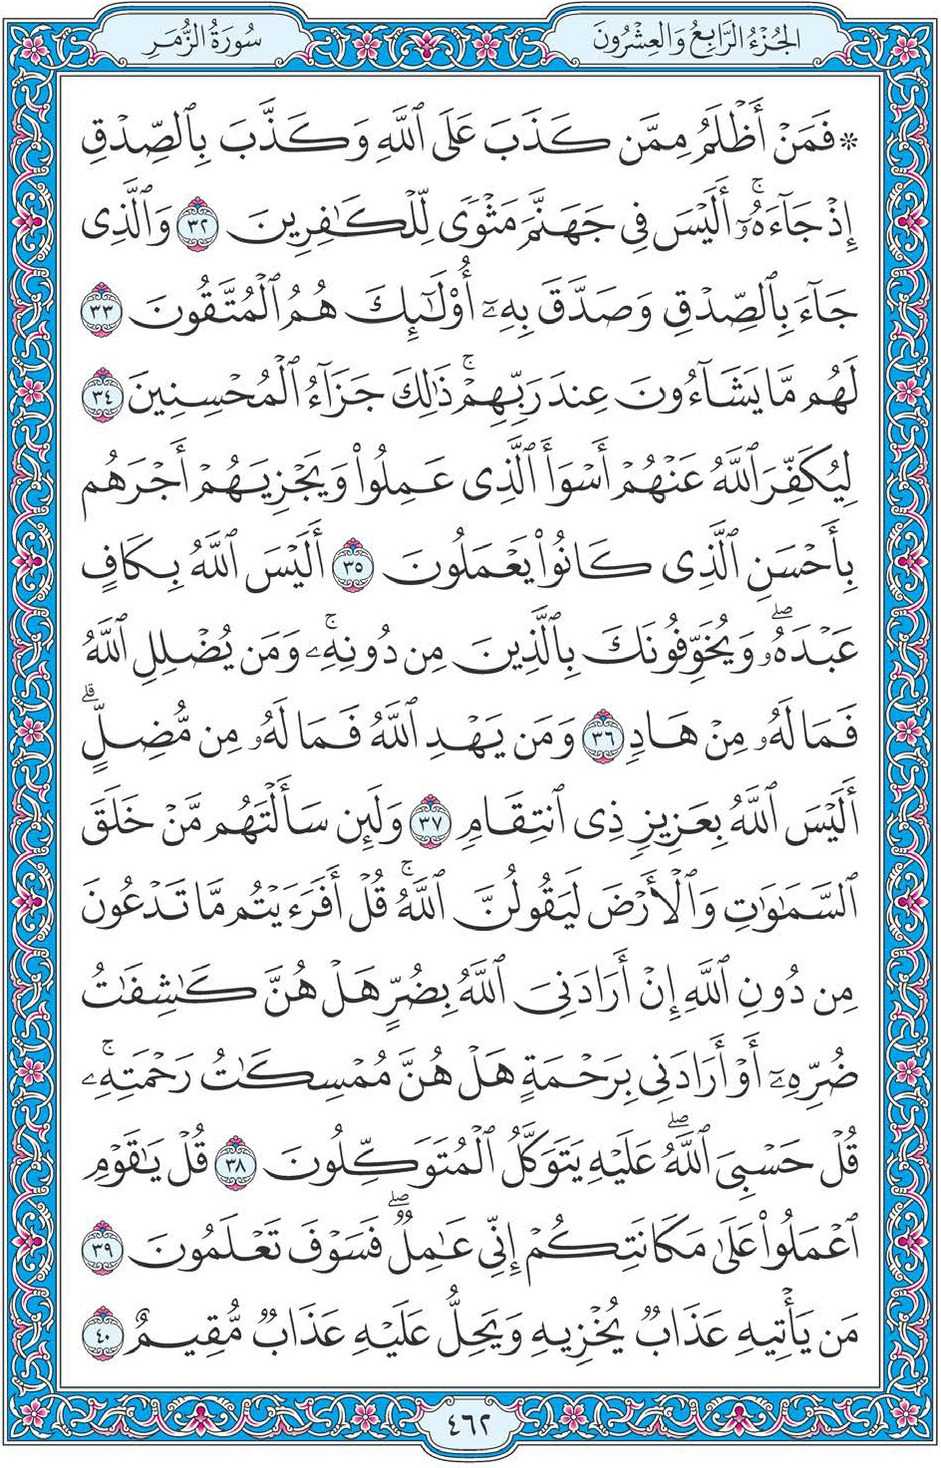 الجُزْءُ الرَّابِعُ وَالعِشْرُونَ
سُورَةُ الزُّمَرِ
۞ فَمَنۡ أَظۡلَمُ مِمَّن كَذَبَ عَلَى ٱللَّهِ وَكَذَّبَ بِٱلصِّدۡقِ
إِذۡ جَآءَهُۥٓۚ أَلَيۡسَ فِي جَهَنَّمَ مَثۡوٗى لِّلۡكَٰفِرِينَ ٣٢ وَٱلَّذِي
جَآءَ بِٱلصِّدۡقِ وَصَدَّقَ بِهِۦٓ أُوْلَٰٓئِكَ هُمُ ٱلۡمُتَّقُونَ ٣٣
لَهُم مَّا يَشَآءُونَ عِندَ رَبِّهِمۡۚ ذَٰلِكَ جَزَآءُ ٱلۡمُحۡسِنِينَ ٣٤
لِيُكَفِّرَ ٱللَّهُ عَنۡهُمۡ أَسۡوَأَ ٱلَّذِي عَمِلُواْ وَيَجۡزِيَهُمۡ أَجۡرَهُم
بِأَحۡسَنِ ٱلَّذِي كَانُواْ يَعۡمَلُونَ ٣٥ أَلَيۡسَ ٱللَّهُ بِكَافٍ
عَبۡدَهُۥۖ وَيُخَوِّفُونَكَ بِٱلَّذِينَ مِن دُونِهِۦۚ وَمَن يُضۡلِلِ ٱللَّهُ
فَمَا لَهُۥ مِنۡ هَادٖ ٣٦ وَمَن يَهۡدِ ٱللَّهُ فَمَا لَهُۥ مِن مُّضِلٍّۗ
أَلَيۡسَ ٱللَّهُ بِعَزِيزٖ ذِي ٱنتِقَامٖ ٣٧ وَلَئِن سَأَلۡتَهُم مَّنۡ خَلَقَ
ٱلسَّمَٰوَٰتِ وَٱلۡأَرۡضَ لَيَقُولُنَّ ٱللَّهُۚ قُلۡ أَفَرَءَيۡتُم مَّا تَدۡعُونَ
مِن دُونِ ٱللَّهِ إِنۡ أَرَادَنِيَ ٱللَّهُ بِضُرٍّ هَلۡ هُنَّ كَٰشِفَٰتُ
ضُرِّهِۦٓ أَوۡ أَرَادَنِي بِرَحۡمَةٍ هَلۡ هُنَّ مُمۡسِكَٰتُ رَحۡمَتِهِۦۚ
قُلۡ حَسۡبِيَ ٱللَّهُۖ عَلَيۡهِ يَتَوَكَّلُ ٱلۡمُتَوَكِّلُونَ ٣٨ قُلۡ يَٰقَوۡمِ
ٱعۡمَلُواْ عَلَىٰ مَكَانَتِكُمۡ إِنِّي عَٰمِلٞۖ فَسَوۡفَ تَعۡلَمُونَ ٣٩
مَن يَأۡتِيهِ عَذَابٞ يُخۡزِيهِ وَيَحِلُّ عَلَيۡهِ عَذَابٞ مُّقِيمٌ ٤٠
٤٦٢